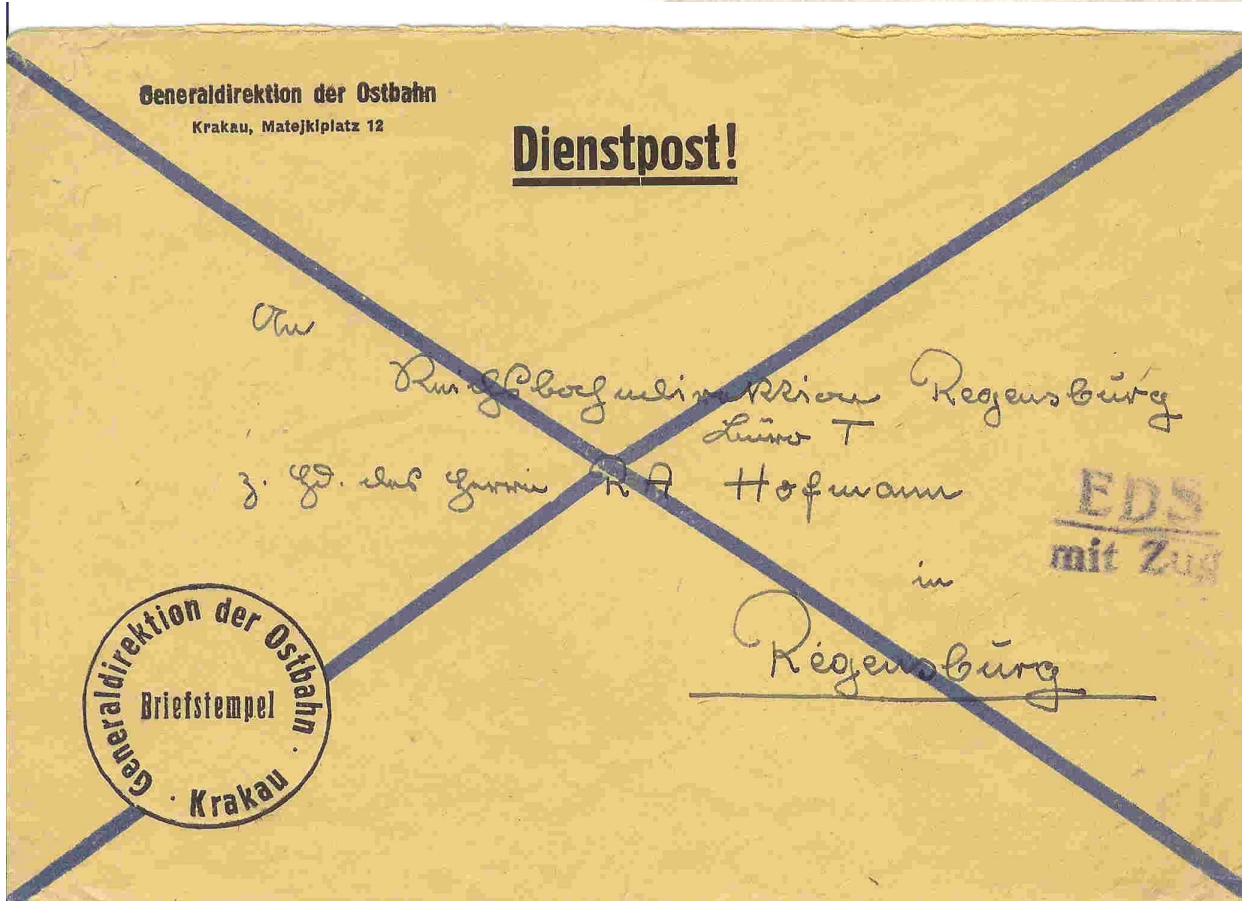 Generaldirektion der Ostbahn
Krakau, Matejkiplatz 12
Dienstpost!
An
Reichsbahndirektion Regensburg
Büro T
z. Hd. des Herrn RA Hofmann
EDS
mit Zug
in
Regensburg
Generaldirektion der Ostbahn · Krakau ·
Briefstempel